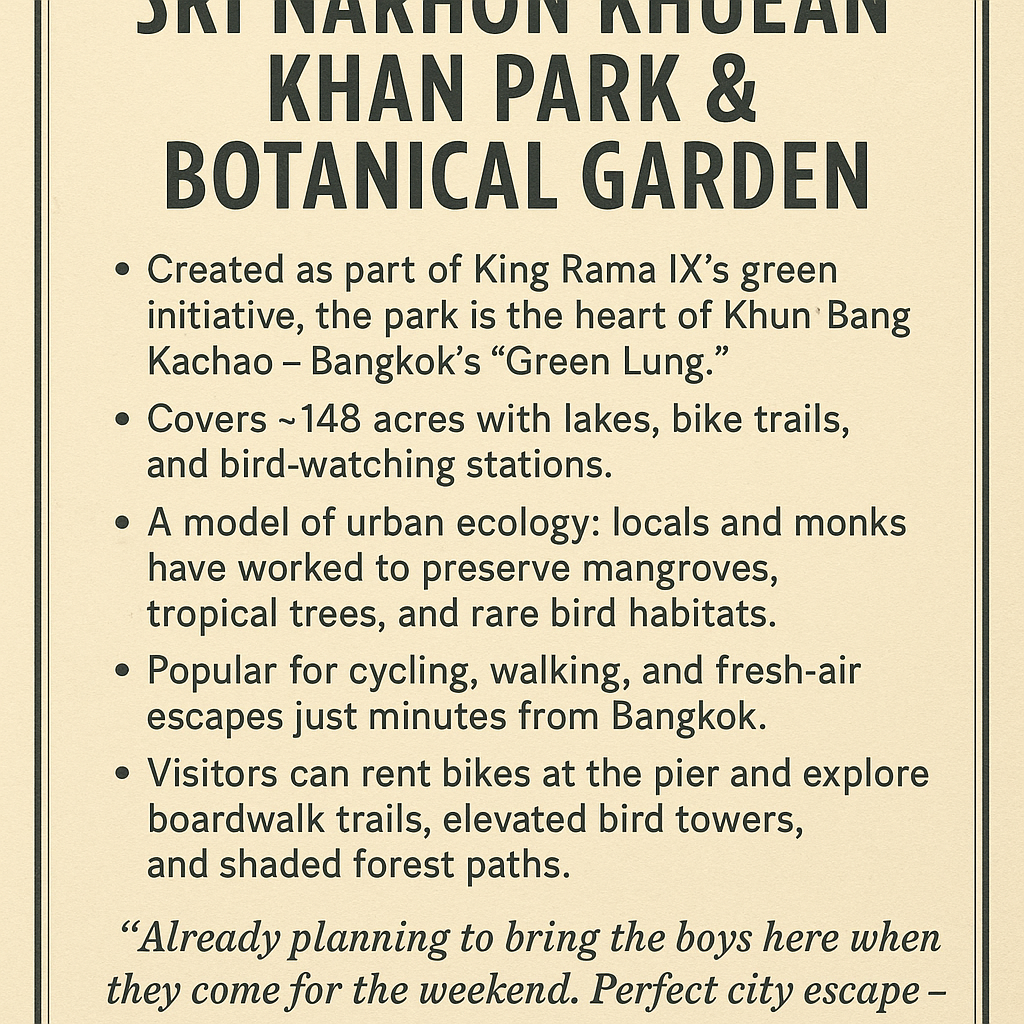 SRI NARHON KHUEAN
KHAN PARK &
BOTANICAL GARDEN
• Created as part of King Rama IX’s green
initiative, the park is the heart of Khun Bang
Kachao – Bangkok’s “Green Lung.”
• Covers ~148 acres with lakes, bike trails,
and bird-watching stations.
• A model of urban ecology: locals and monks
have worked to preserve mangroves,
tropical trees, and rare bird habitats.
• Popular for cycling, walking, and fresh-air
escapes just minutes from Bangkok.
• Visitors can rent bikes at the pier and explore
boardwalk trails, elevated bird towers,
and shaded forest paths.
“Already planning to bring the boys here when
they come for the weekend. Perfect city escape –